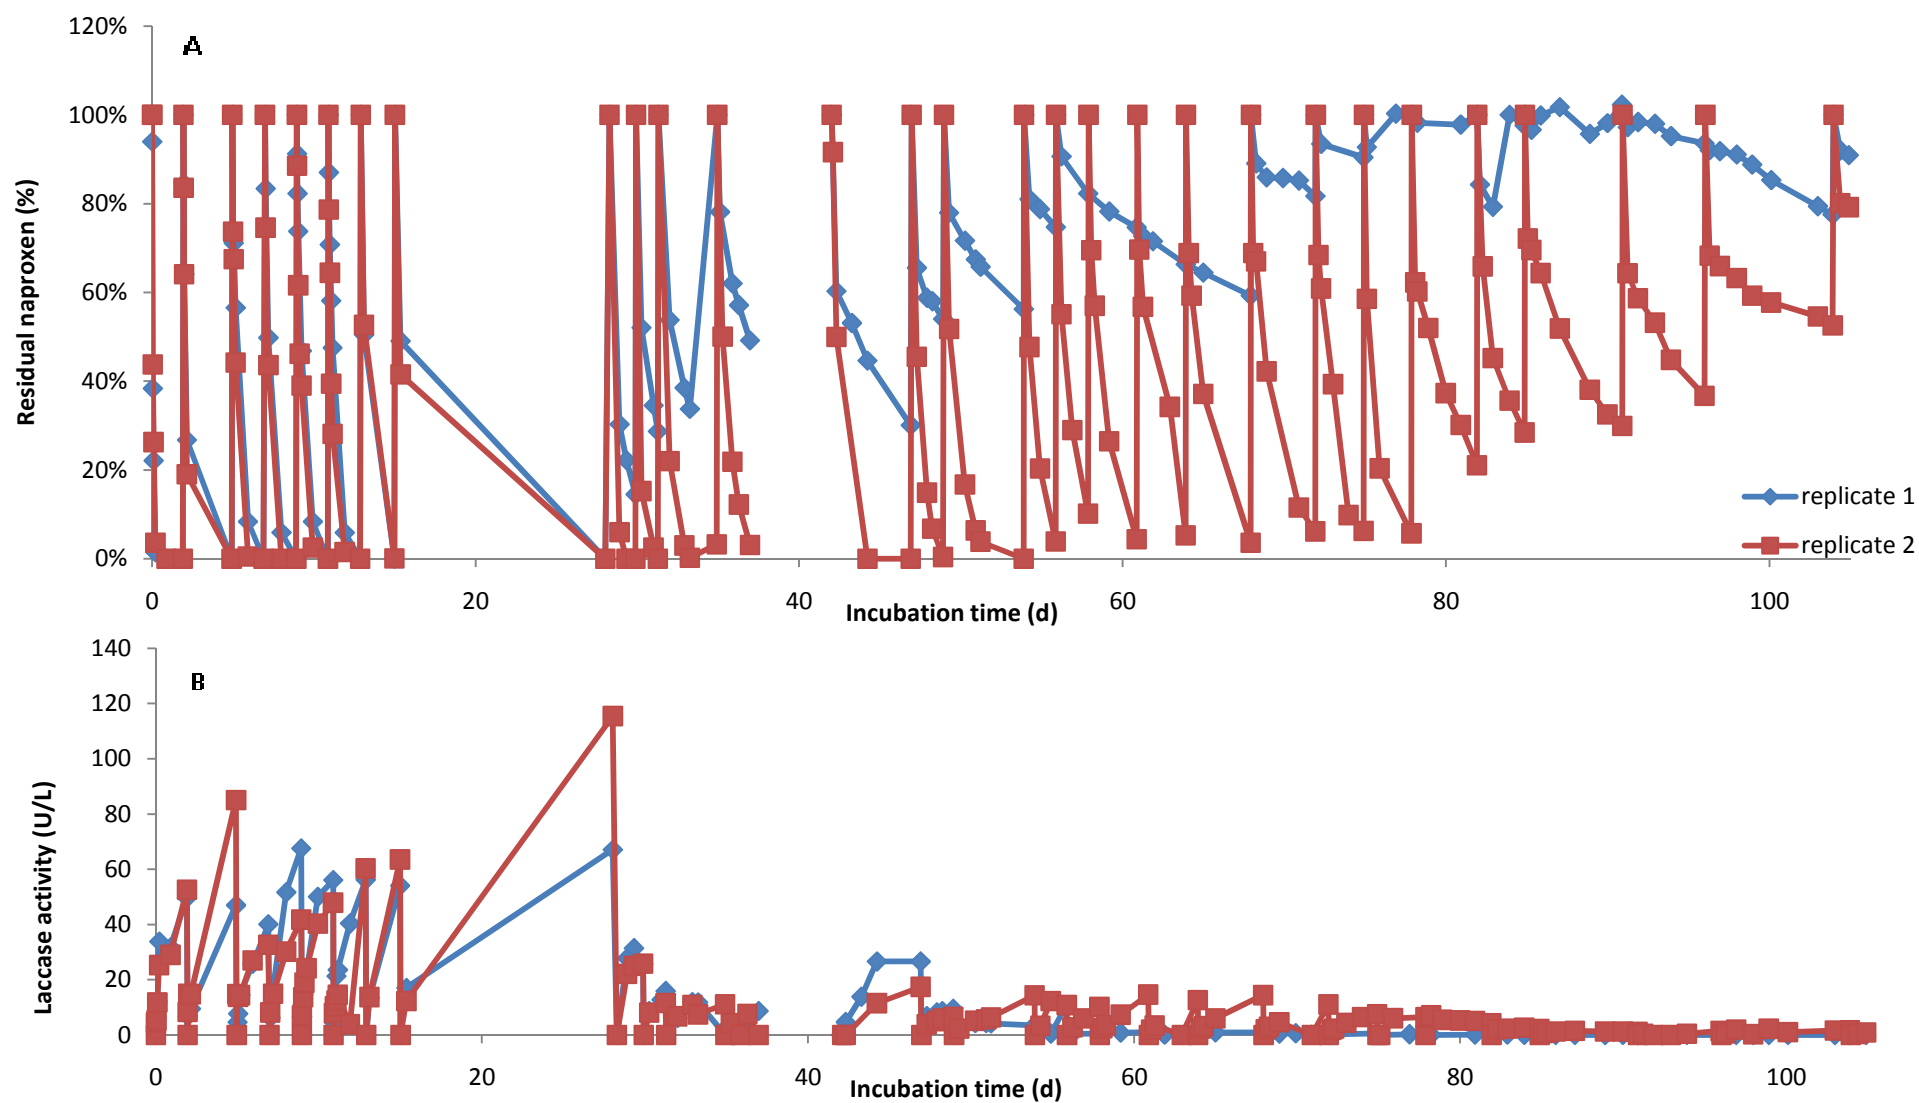 120%
A
100%
80%
60%
40%
20%
0%
Residual naproxen (%)
replicate 1
replicate 2
0 20 40 60 80 100
Incubation time (d)
140
B
120
100
80
60
40
20
0
Laccase activity (U/L)
0 20 40 60 80 100
Incubation time (d)